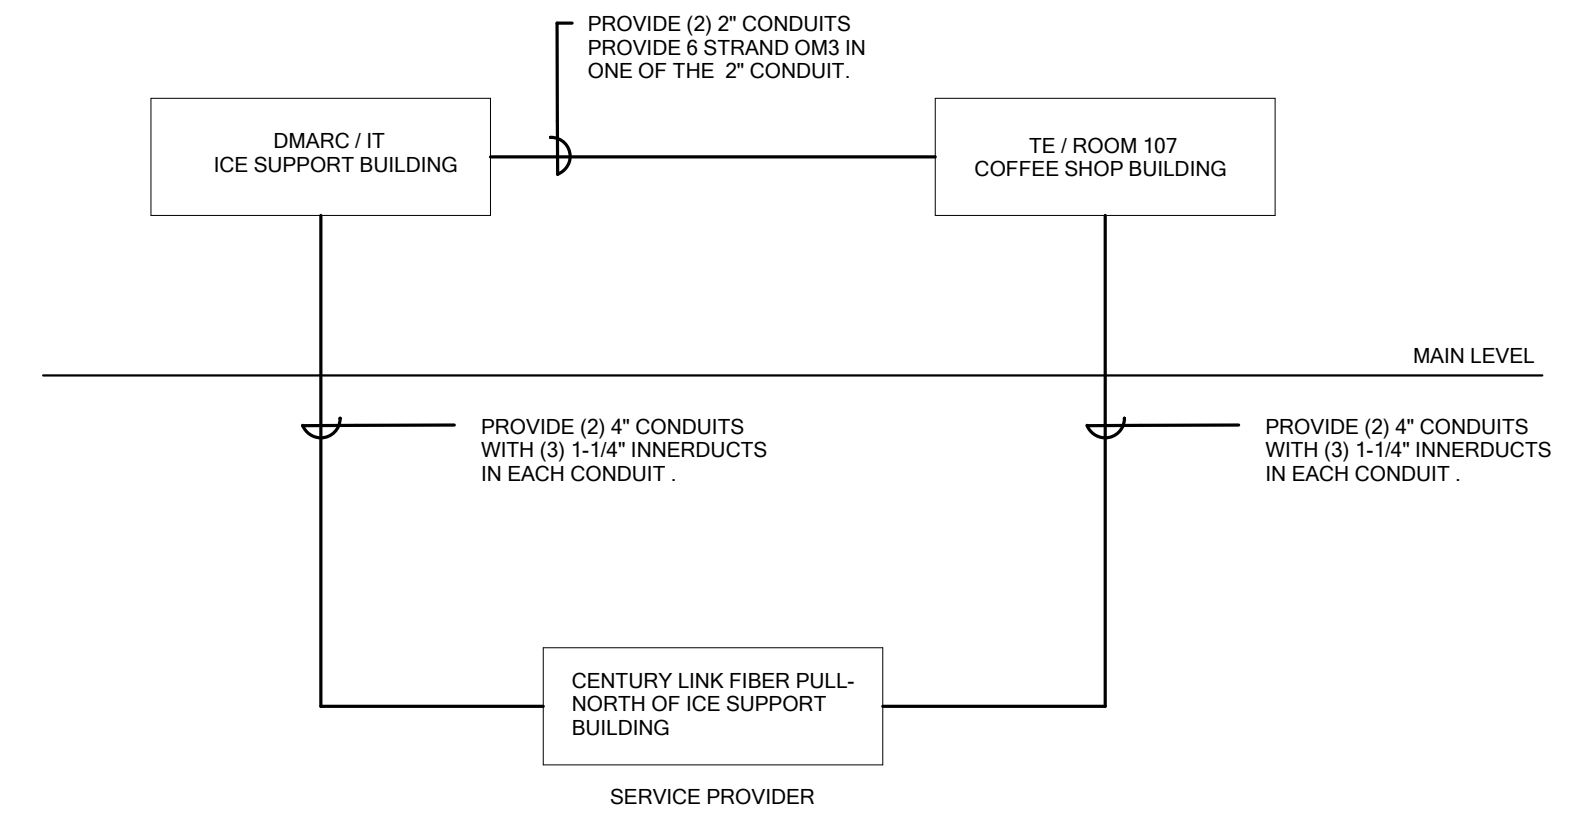 PROVIDE (2) 2" CONDUITS
PROVIDE 6 STRAND OM3 IN
ONE OF THE 2" CONDUIT.
DMARC / IT
ICE SUPPORT BUILDING
TE / ROOM 107
COFFEE SHOP BUILDING
MAIN LEVEL
PROVIDE (2) 4" CONDUITS
WITH (3) 1-1/4" INNERDUCTS
IN EACH CONDUIT .
PROVIDE (2) 4" CONDUITS
WITH (3) 1-1/4" INNERDUCTS
IN EACH CONDUIT .
CENTURY LINK FIBER PULL-
NORTH OF ICE SUPPORT
BUILDING
SERVICE PROVIDER